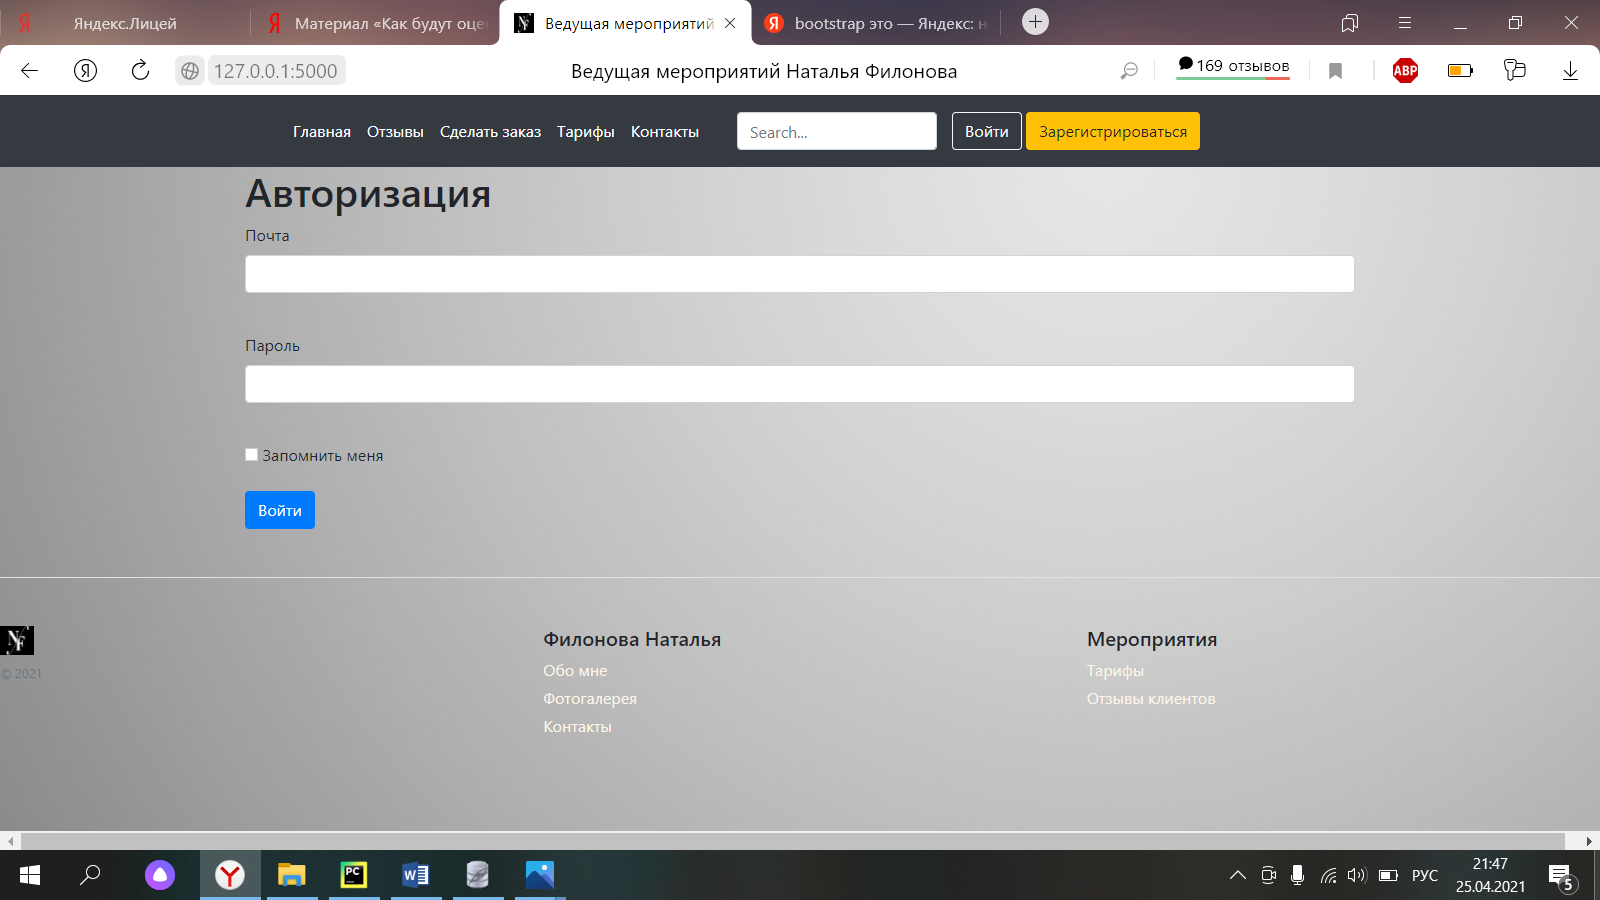 Яндекс.Лицей
Материал «Как будут оце
Ведущая мероприятий
bootstrap это — Яндекс: н
127.0.0.1:5000
Ведущая мероприятий Наталья Филонова
169 отзывов
ABP
Главная Отзывы Сделать заказ Тарифы Контакты Search... Войти Зарегистрироваться
Авторизация
Почта
Пароль
Запомнить меня
Войти
NF
© 2021
Филонова Наталья
Обо мне
Фотогалерея
Контакты
Мероприятия
Тарифы
Отзывы клиентов
РУС
21:47
25.04.2021
5